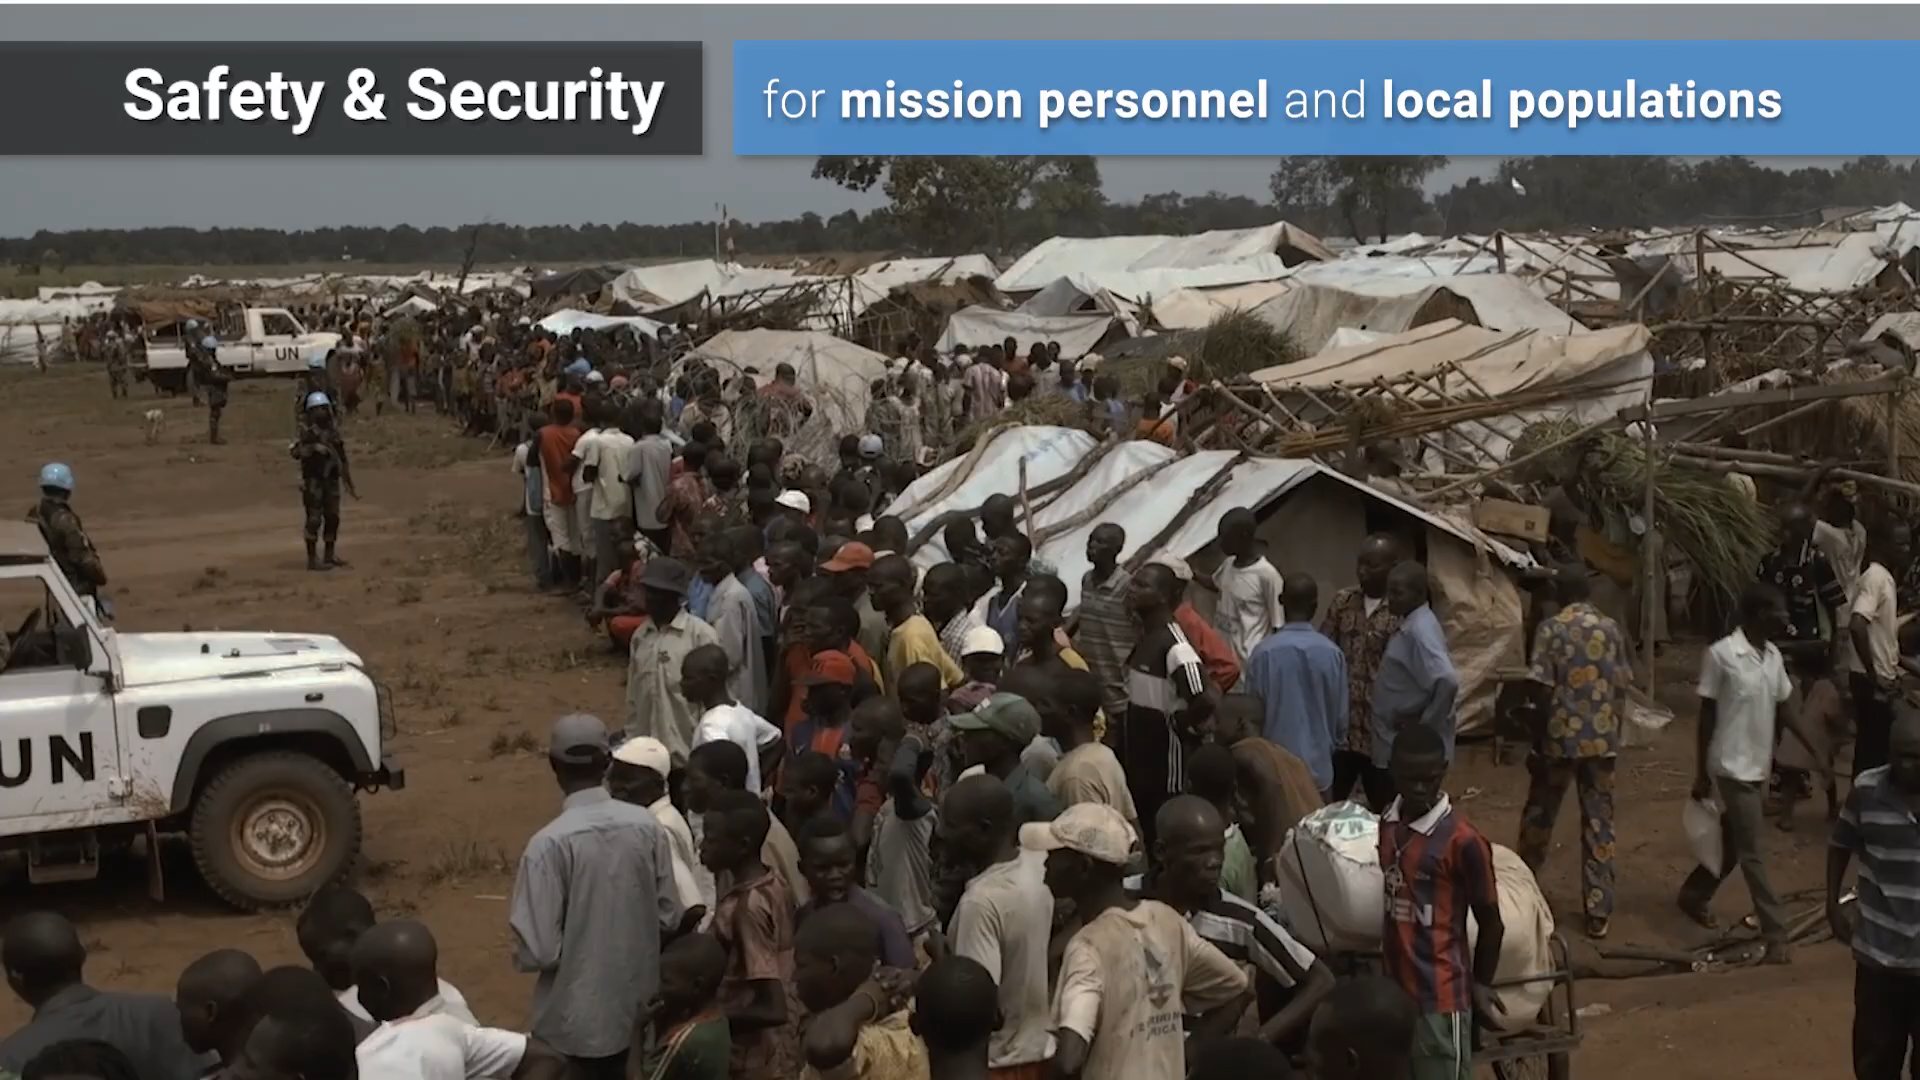 Safety & Security
for mission personnel and local populations
UN
UN